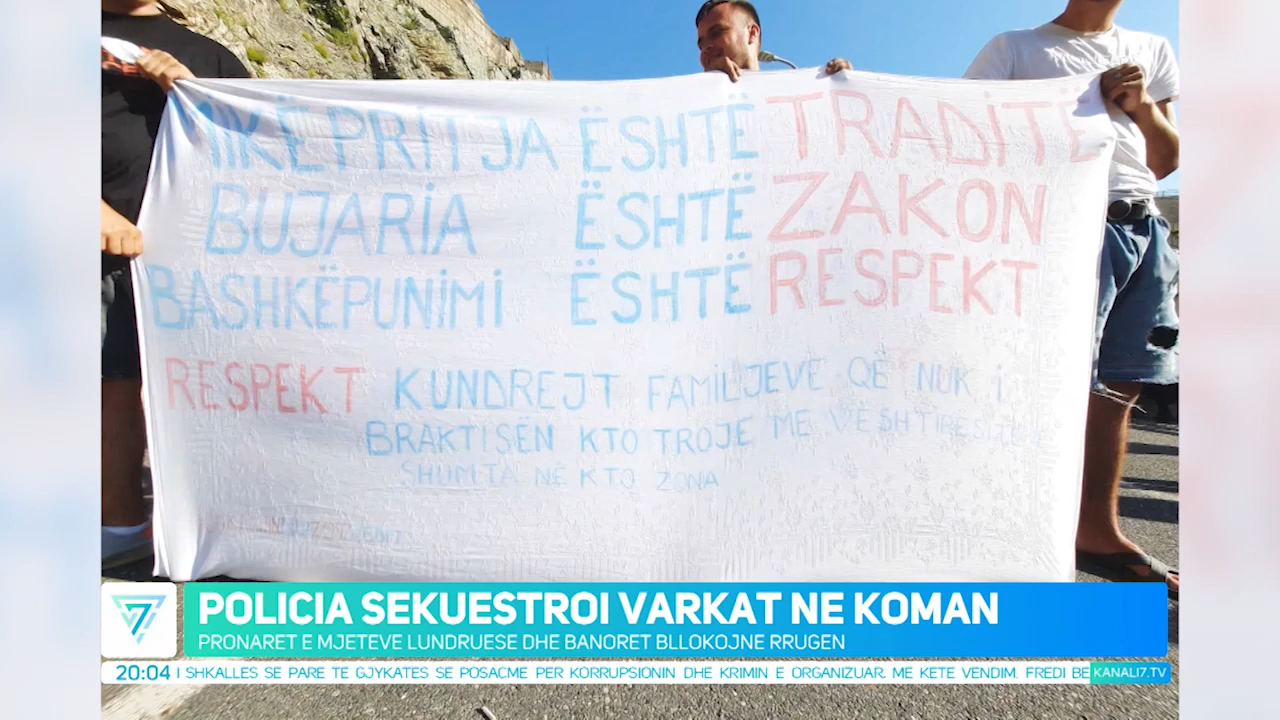 MIKËPRITJA ËSHTË TRADITË
BUJARIA ËSHTË ZAKON
BASHKËPUNIMI ËSHTË RESPEKT
RESPEKT KUNDREJT FAMILJEVE QË NUK I
BRAKTISËN KTO TROJE ME VËSHTIRESITË
SHUMTA NË KTO ZONA
POLICIA SEKUESTROI VARKAT NE KOMAN
PRONARET E MJETEVE LUNDRUESE DHE BANORET BLLOKOJNE RRUGEN
20:04 I SHKALLES SE PARE TE GJYKATES SE POSACME PER KORRUPSIONIN DHE KRIMIN E ORGANIZUAR. ME KETE VENDIM, FREDI BE KANALI7.TV